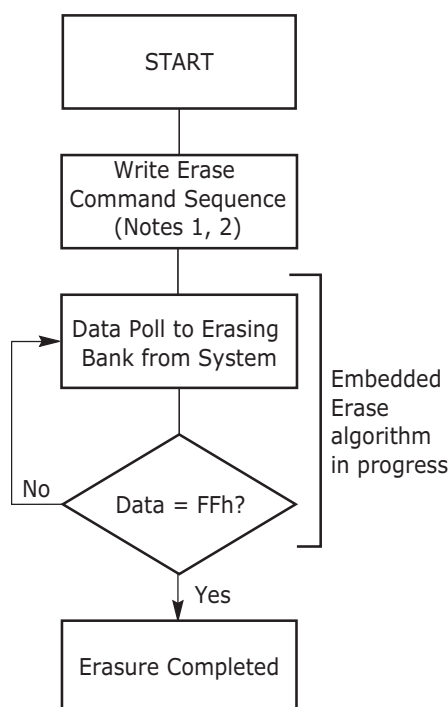 START
Write Erase
Command Sequence
(Notes 1, 2)
Data Poll to Erasing
Bank from System
Embedded
Erase
algorithm
in progress
No
Data = FFh?
Yes
Erasure Completed